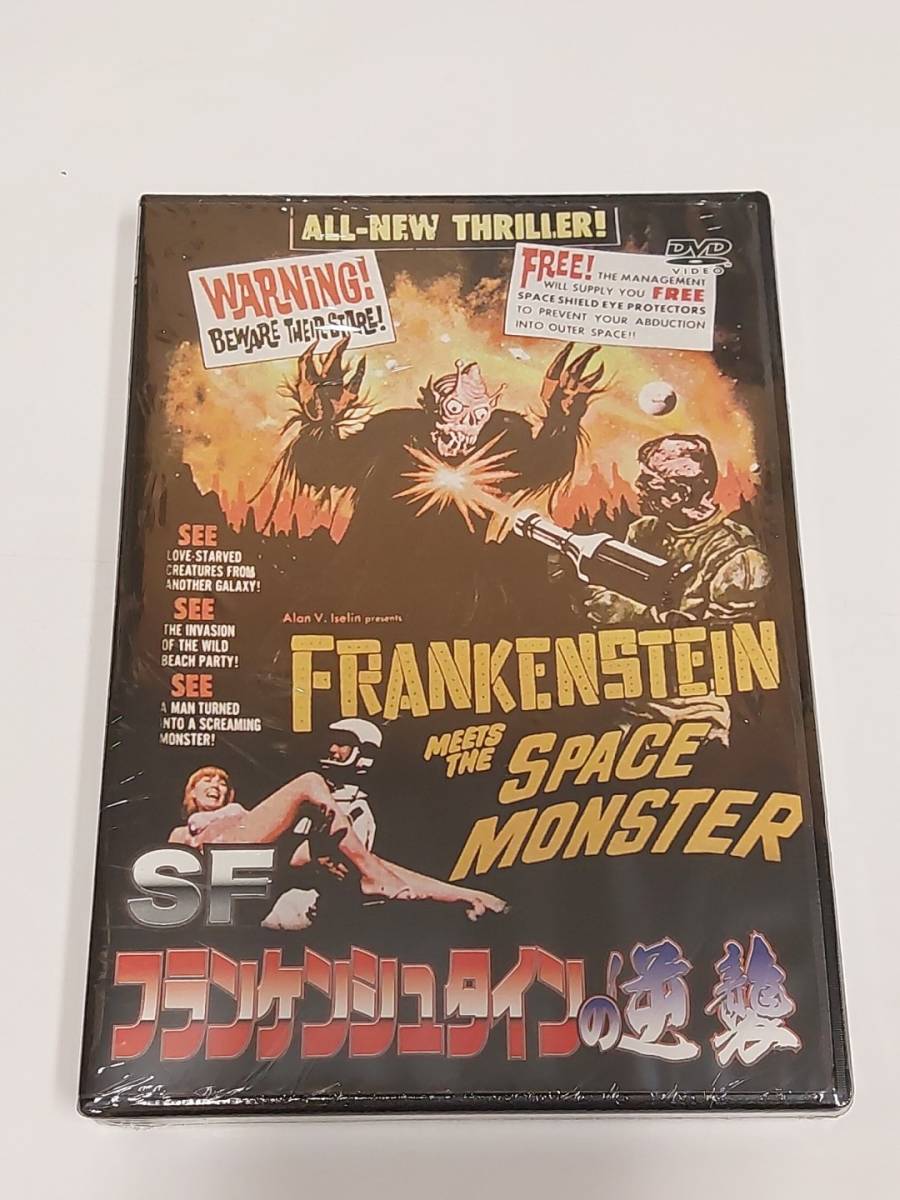 ALL-NEW THRILLER!
DVD
VIDEO
WARNING!
BEWARE THEIR STARE!
FREE! THE MANAGEMENT
WILL SUPPLY YOU FREE
SPACE SHIELD EYE PROTECTORS
TO PREVENT YOUR ABDUCTION
INTO OUTER SPACE!!
SEE
LOVE-STARVED
CREATURES FROM
ANOTHER GALAXY!
SEE
THE INVASION
OF THE WILD
BEACH PARTY!
SEE
A MAN TURNED
INTO A SCREAMING
MONSTER!
Alan V. Iselin presents
FRANKENSTEIN
MEETS THE
SPACE
MONSTER
SF
フランケンシュタインの逆襲